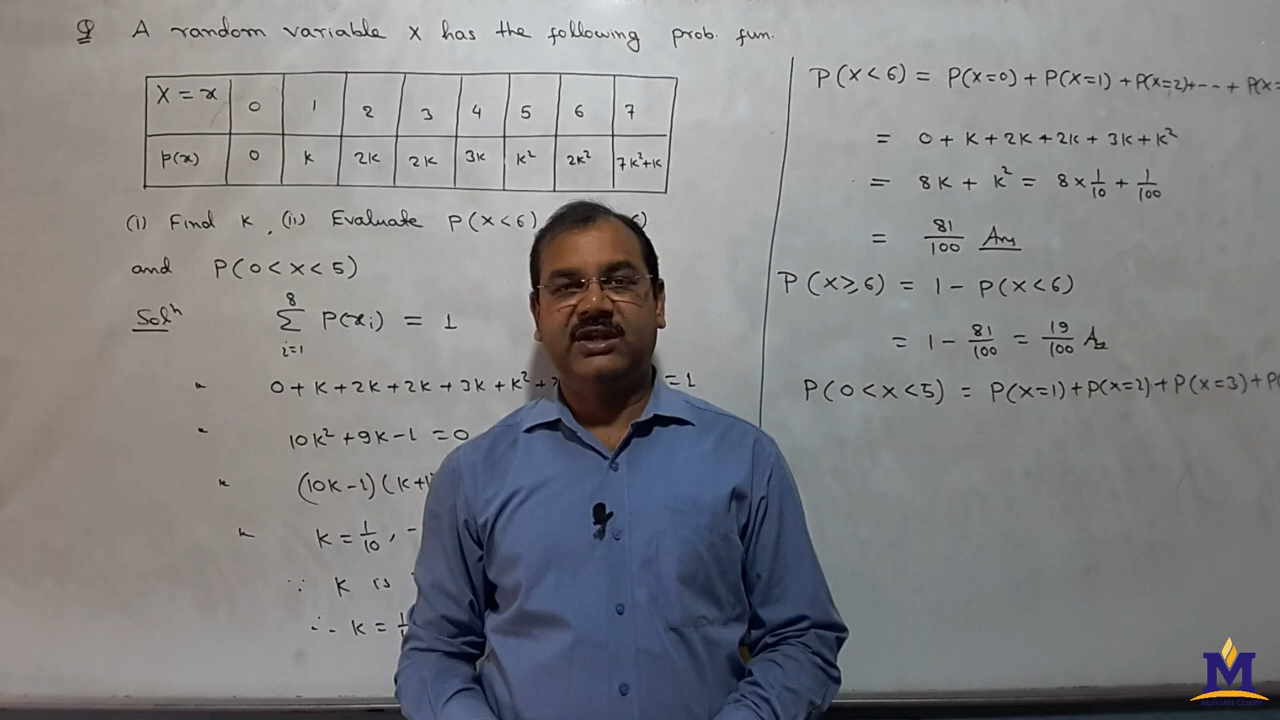 Q A random variable X has the following prob. fun.
X = x 0 1 2 3 4 5 6 7
p(x) 0 K 2K 2K 3K K² 2K² 7K²+K
(i) Find K, (ii) Evaluate P(X<6) 6)
and P(0<X<5)
Solⁿ 8 Σ i=1 P(xi) = 1
0 + K + 2K + 2K + 3K + K² + =1
10K² + 9K - 1 = 0
(10K-1)(K+1
K = 1/10, -
∵ K is
∴ K = 1
P(X<6) = P(X=0) + P(X=1) + P(X=2) + -- + P(X=
= 0 + K + 2K + 2K + 3K + K²
= 8K + K² = 8×1/10 + 1/100
= 81/100 Ans
P(X≥6) = 1 - P(X<6)
= 1 - 81/100 = 19/100 Ans
P(0<X<5) = P(X=1) + P(X=2) + P(X=3) + P(
M